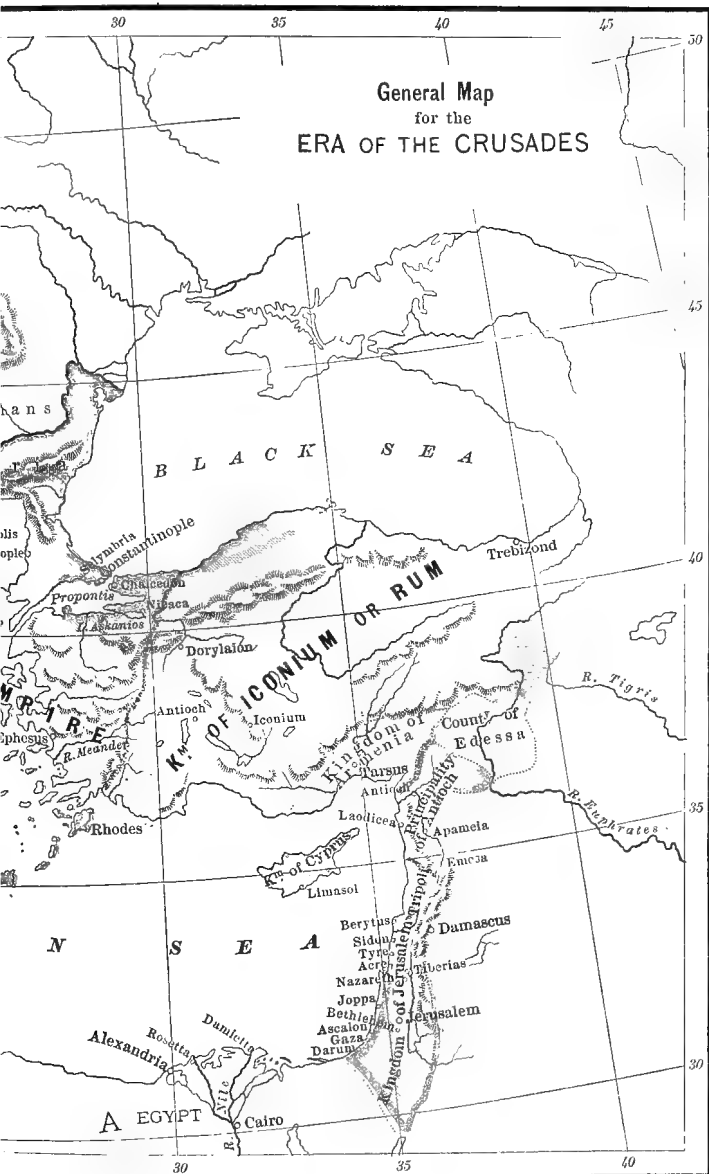 30 35 40 45
50
General Map
for the
ERA OF THE CRUSADES
45
hans
BLACK SEA
Selymbria
Constantinople
40
Trebizond
Chalcedon
Propontis
Nicaea
Askanios
Dorylaion
KM. OF ICONIUM OR RUM
R. Tigris
MPIRE
Antioch
Iconium
Ephesus
R. Meander
Kingdom of
Armenia
County of
Edessa
Tarsus
Antioch
Principality
of Antioch
R. Euphrates
35
Rhodes
Laodicea
Apamela
Km. of Cyprus
Emesa
Limasol
Tripoli
N SEA
Berytus
Damascus
Sidon
Tyre
Acre
Tiberias
Nazareth
Kingdom of Jerusalem
Joppa
Bethlehem
Jerusalem
Ascalon
Gaza
Darum
Damietta
Rosetta
Alexandria
30
R. Nile
A EGYPT
Cairo
30 35 40